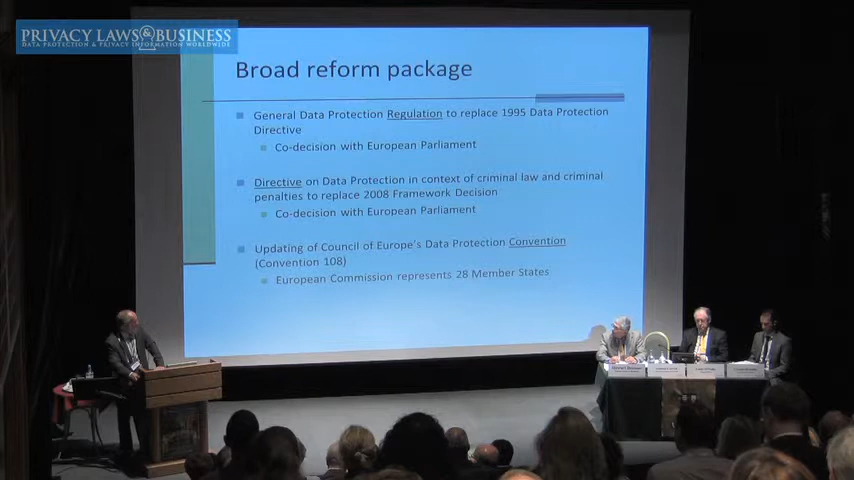 PRIVACY LAWS & BUSINESS
DATA PROTECTION & PRIVACY INFORMATION WORLDWIDE
Broad reform package
General Data Protection Regulation to replace 1995 Data Protection
Directive
Co-decision with European Parliament
Directive on Data Protection in context of criminal law and criminal
penalties to replace 2008 Framework Decision
Co-decision with European Parliament
Updating of Council of Europe's Data Protection Convention
(Convention 108)
European Commission represents 28 Member States